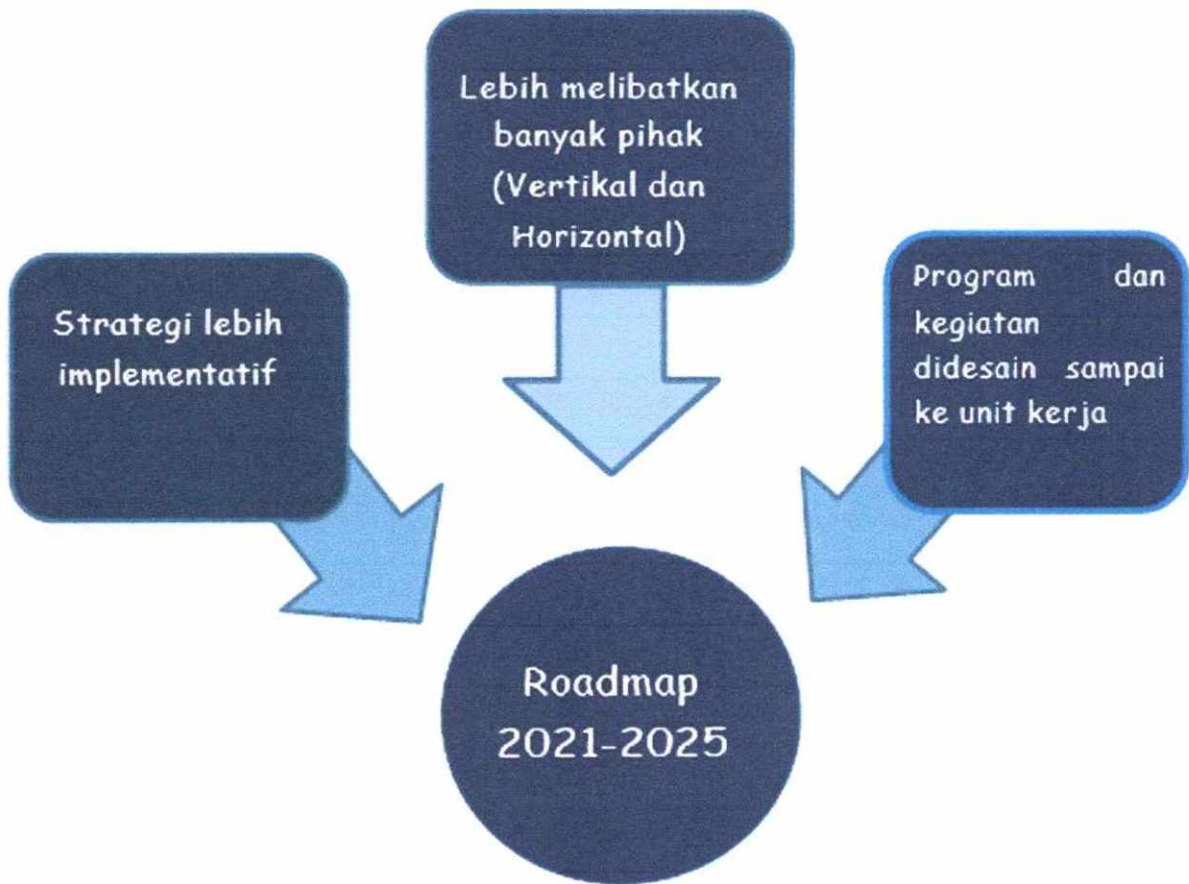 Lebih melibatkan
banyak pihak
(Vertikal dan
Horizontal)
Strategi lebih
implementatif
Program dan
kegiatan
didesain sampai
ke unit kerja
Roadmap
2021-2025